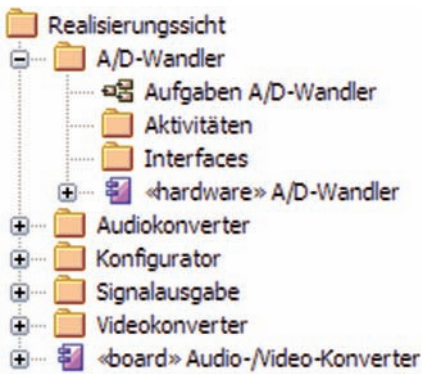 Realisierungssicht
A/D-Wandler
Aufgaben A/D-Wandler
Aktivitäten
Interfaces
«hardware» A/D-Wandler
Audiokonverter
Konfigurator
Signalausgabe
Videokonverter
«board» Audio-/Video-Konverter